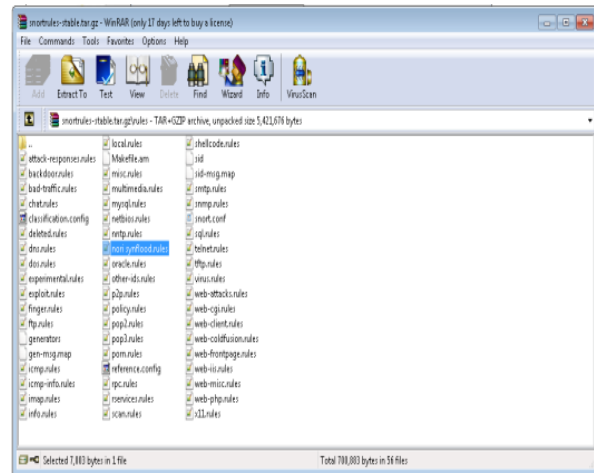 snortrules-stable.tar.gz - WinRAR (only 17 days left to buy a license)
File Commands Tools Favorites Options Help
Add Extract To Test View Delete Find Wizard Info VirusScan
snortrules-stable.tar.gz\rules - TAR+GZIP archive, unpacked size 5,421,676 bytes
..
attack-responses.rules
backdoor.rules
bad-traffic.rules
chat.rules
classification.config
deleted.rules
dns.rules
dos.rules
experimental.rules
exploit.rules
finger.rules
ftp.rules
generators
gen-msg.map
icmp.rules
icmp-info.rules
imap.rules
info.rules
local.rules
Makefile.am
misc.rules
multimedia.rules
mysql.rules
netbios.rules
nntp.rules
non synflood.rules
oracle.rules
other-ids.rules
p2p.rules
policy.rules
pop2.rules
pop3.rules
porn.rules
reference.config
rpc.rules
rservices.rules
scan.rules
shellcode.rules
sid
sid-msg.map
smtp.rules
snmp.rules
snort.conf
sql.rules
telnet.rules
tftp.rules
virus.rules
web-attacks.rules
web-cgi.rules
web-client.rules
web-coldfusion.rules
web-frontpage.rules
web-iis.rules
web-misc.rules
web-php.rules
x11.rules
Selected 7,003 bytes in 1 file
Total 708,883 bytes in 56 files